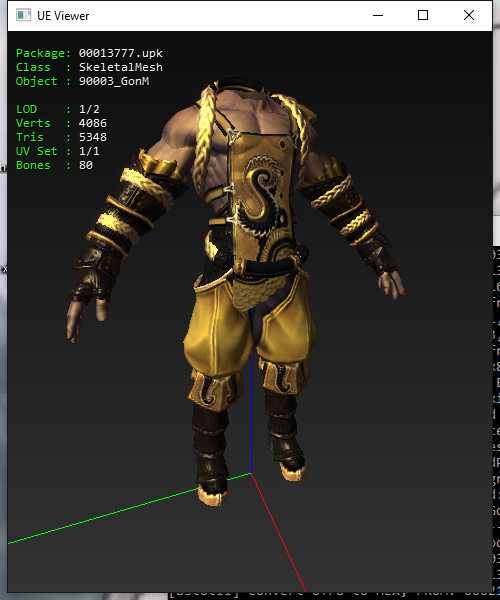 UE Viewer
Package: 00013777.upk
Class : SkeletalMesh
Object : 90003_GonM
LOD : 1/2
Verts : 4086
Tris : 5348
UV Set : 1/1
Bones : 80